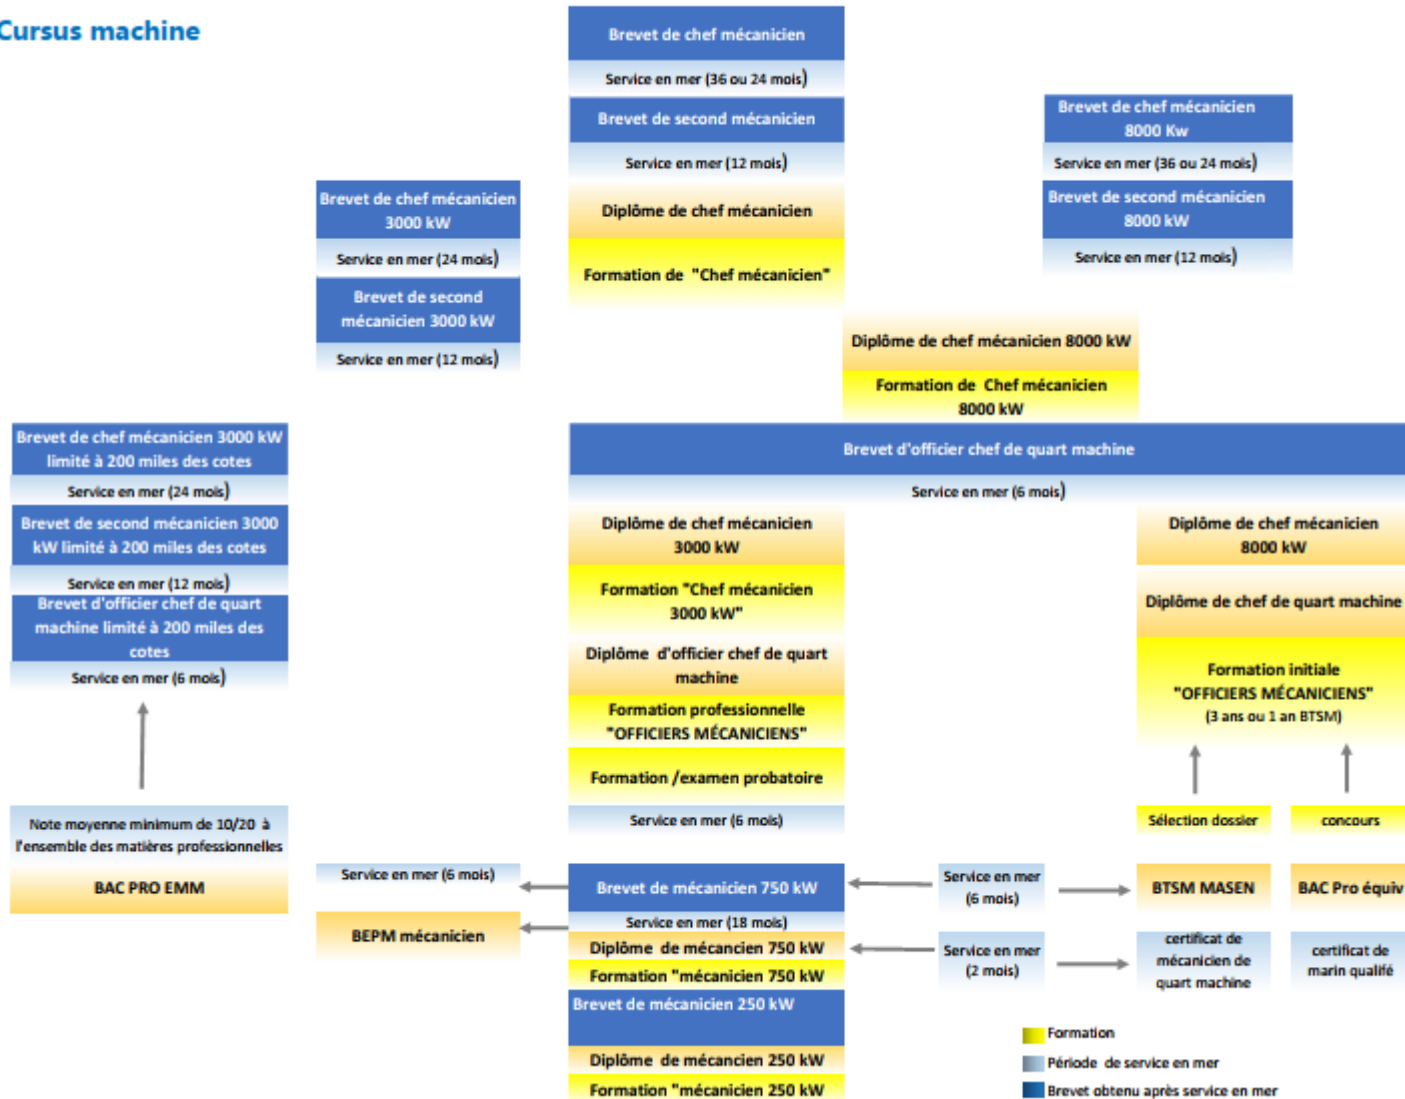 Cursus machine
Brevet de chef mécanicien
Service en mer (36 ou 24 mois)
Brevet de second mécanicien
Service en mer (12 mois)
Diplôme de chef mécanicien
Formation de "Chef mécanicien"
Brevet de chef mécanicien
8000 Kw
Service en mer (36 ou 24 mois)
Brevet de second mécanicien
8000 kW
Service en mer (12 mois)
Brevet de chef mécanicien
3000 kW
Service en mer (24 mois)
Brevet de second
mécanicien 3000 kW
Service en mer (12 mois)
Diplôme de chef mécanicien 8000 kW
Formation de Chef mécanicien
8000 kW
Brevet de chef mécanicien 3000 kW
limité à 200 miles des cotes
Service en mer (24 mois)
Brevet de second mécanicien 3000
kW limité à 200 miles des cotes
Service en mer (12 mois)
Brevet d'officier chef de quart
machine limité à 200 miles des
cotes
Service en mer (6 mois)
Note moyenne minimum de 10/20 à
l'ensemble des matières professionnelles
BAC PRO EMM
Brevet d'officier chef de quart machine
Service en mer (6 mois)
Diplôme de chef mécanicien
3000 kW
Formation "Chef mécanicien
3000 kW"
Diplôme d'officier chef de quart
machine
Formation professionnelle
"OFFICIERS MÉCANICIENS"
Formation /examen probatoire
Service en mer (6 mois)
Diplôme de chef mécanicien
8000 kW
Diplôme de chef de quart machine
Formation initiale
"OFFICIERS MÉCANICIENS"
(3 ans ou 1 an BTSM)
Sélection dossier
concours
Service en mer (6 mois)
BEPM mécanicien
Brevet de mécanicien 750 kW
Service en mer (18 mois)
Diplôme de mécancien 750 kW
Formation "mécanicien 750 kW
Brevet de mécanicien 250 kW
Diplôme de mécancien 250 kW
Formation "mécanicien 250 kW
Service en mer
(6 mois)
Service en mer
(2 mois)
BTSM MASEN
BAC Pro équiv
certificat de
mécanicien de
quart machine
certificat de
marin qualifé
Formation
Période de service en mer
Brevet obtenu après service en mer